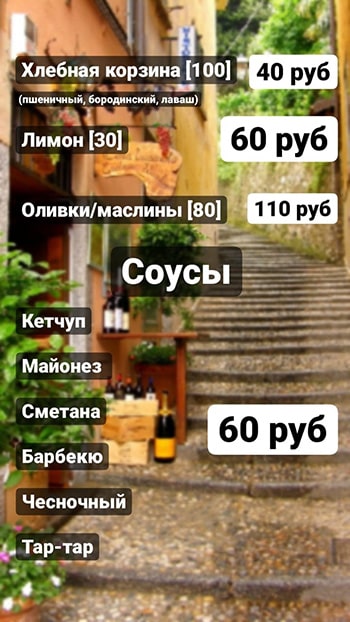 Хлебная корзина [100] 40 руб
(пшеничный, бородинский, лаваш)
Лимон [30] 60 руб
Оливки/маслины [80] 110 руб
Соусы
Кетчуп
Майонез
Сметана
60 руб
Барбекю
Чесночный
Тар-тар